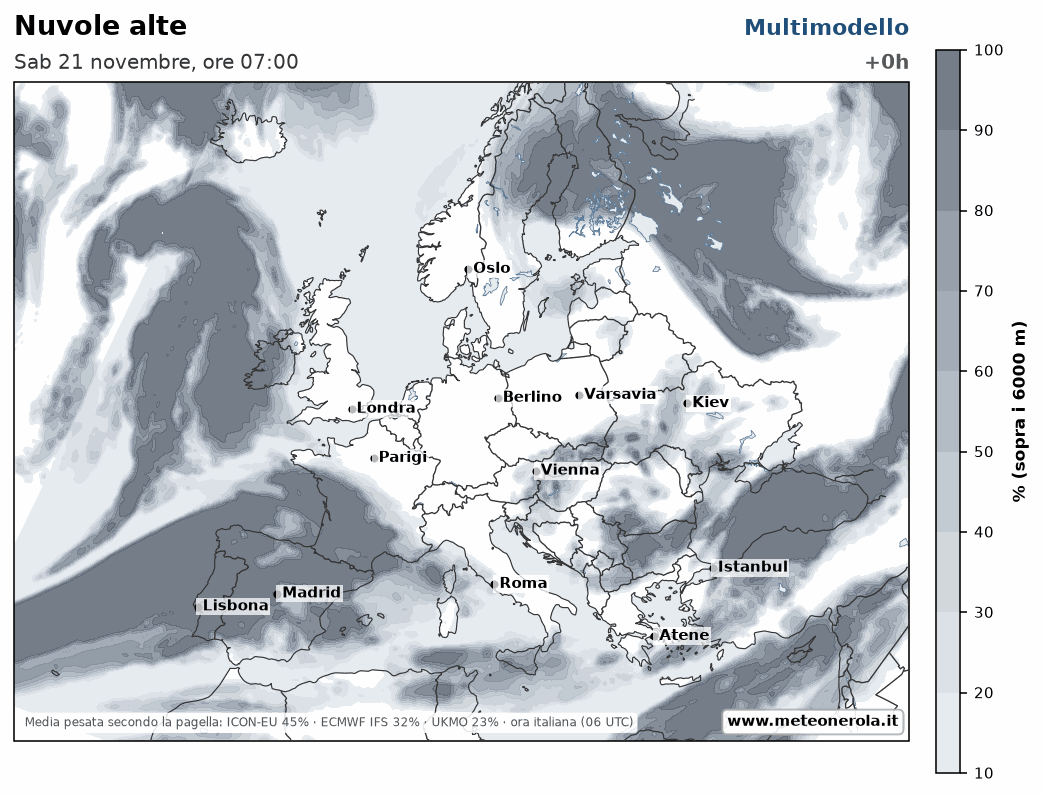 Nuvole alte
Multimodello
Sab 21 novembre, ore 07:00
+0h
100
90
80
70
60
50
40
30
20
10
% (sopra i 6000 m)
Oslo
Berlino
Varsavia
Kiev
Londra
Parigi
Vienna
Istanbul
Roma
Madrid
Lisbona
Atene
Media pesata secondo la pagella: ICON-EU 45% · ECMWF IFS 32% · UKMO 23% · ora italiana (06 UTC)
www.meteonerola.it